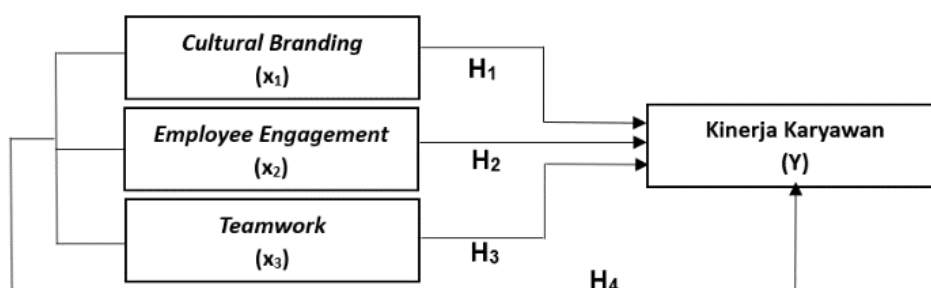 Cultural Branding
(x₁)
H₁
Employee Engagement
(x₂)
H₂
Kinerja Karyawan
(Y)
Teamwork
(x₃)
H₃
H₄